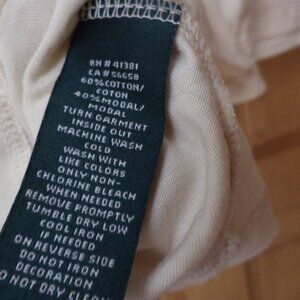 RN# 41381
CA# 56658
60%COTTON/
COTON
40%MODAL/
MODAL
TURN GARMENT
INSIDE OUT
MACHINE WASH
COLD
WASH WITH
LIKE COLORS
ONLY NON-
CHLORINE BLEACH
WHEN NEEDED
REMOVE PROMPTLY
TUMBLE DRY LOW
COOL IRON
IF NEEDED
ON REVERSE SIDE
DO NOT IRON
DECORATION
DO NOT DRY CLEAN